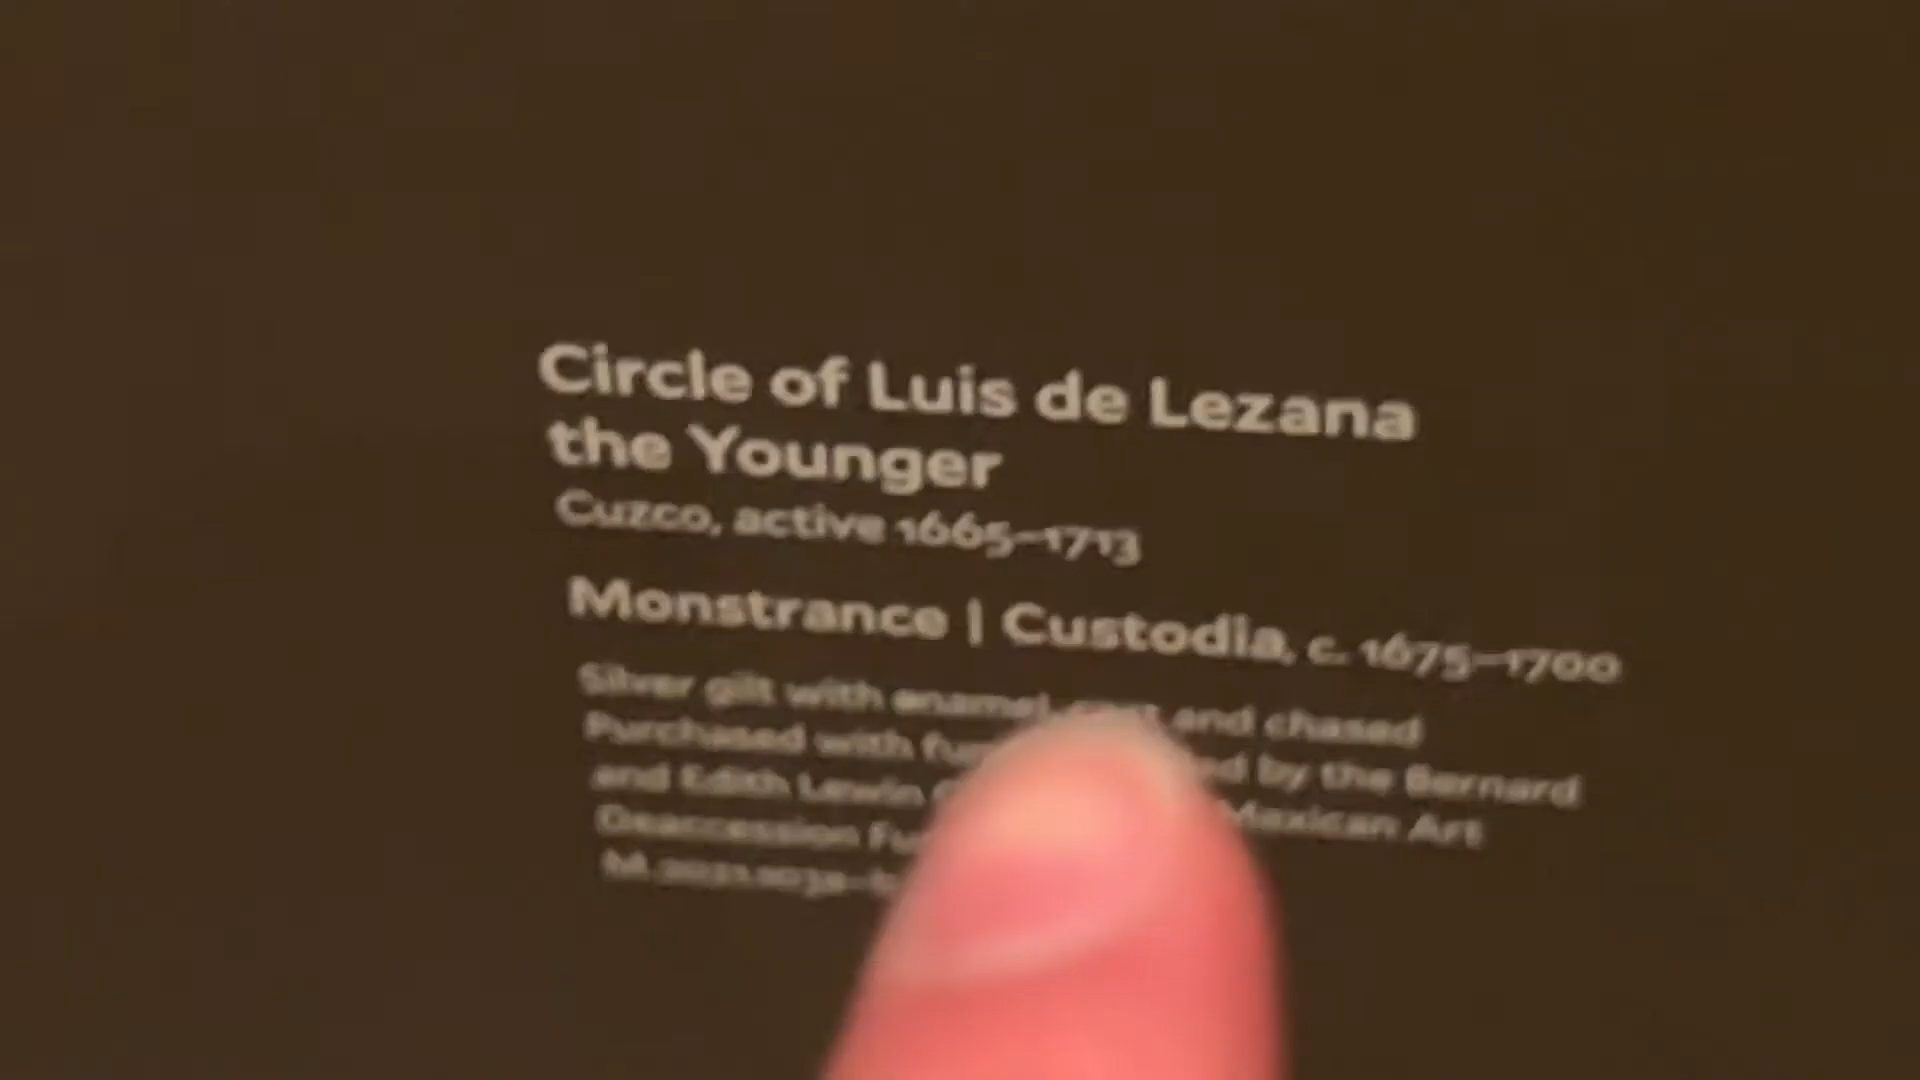 Circle of Luis de Lezana
the Younger
Cuzco, active 1665–1713
Monstrance | Custodia, c. 1675–1700
Silver gilt with enamel, cast and chased
Purchased with by the Bernard
and Edith Lewin Mexican Art
Deaccession